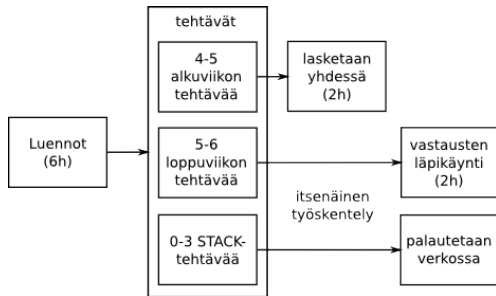 tehtävät
4-5
alkuviikon
tehtävää
lasketaan
yhdessä
(2h)
Luennot
(6h)
5-6
loppuviikon
tehtävää
vastausten
läpikäynti
(2h)
itsenäinen
työskentely
0-3 STACK-
tehtävää
palautetaan
verkossa